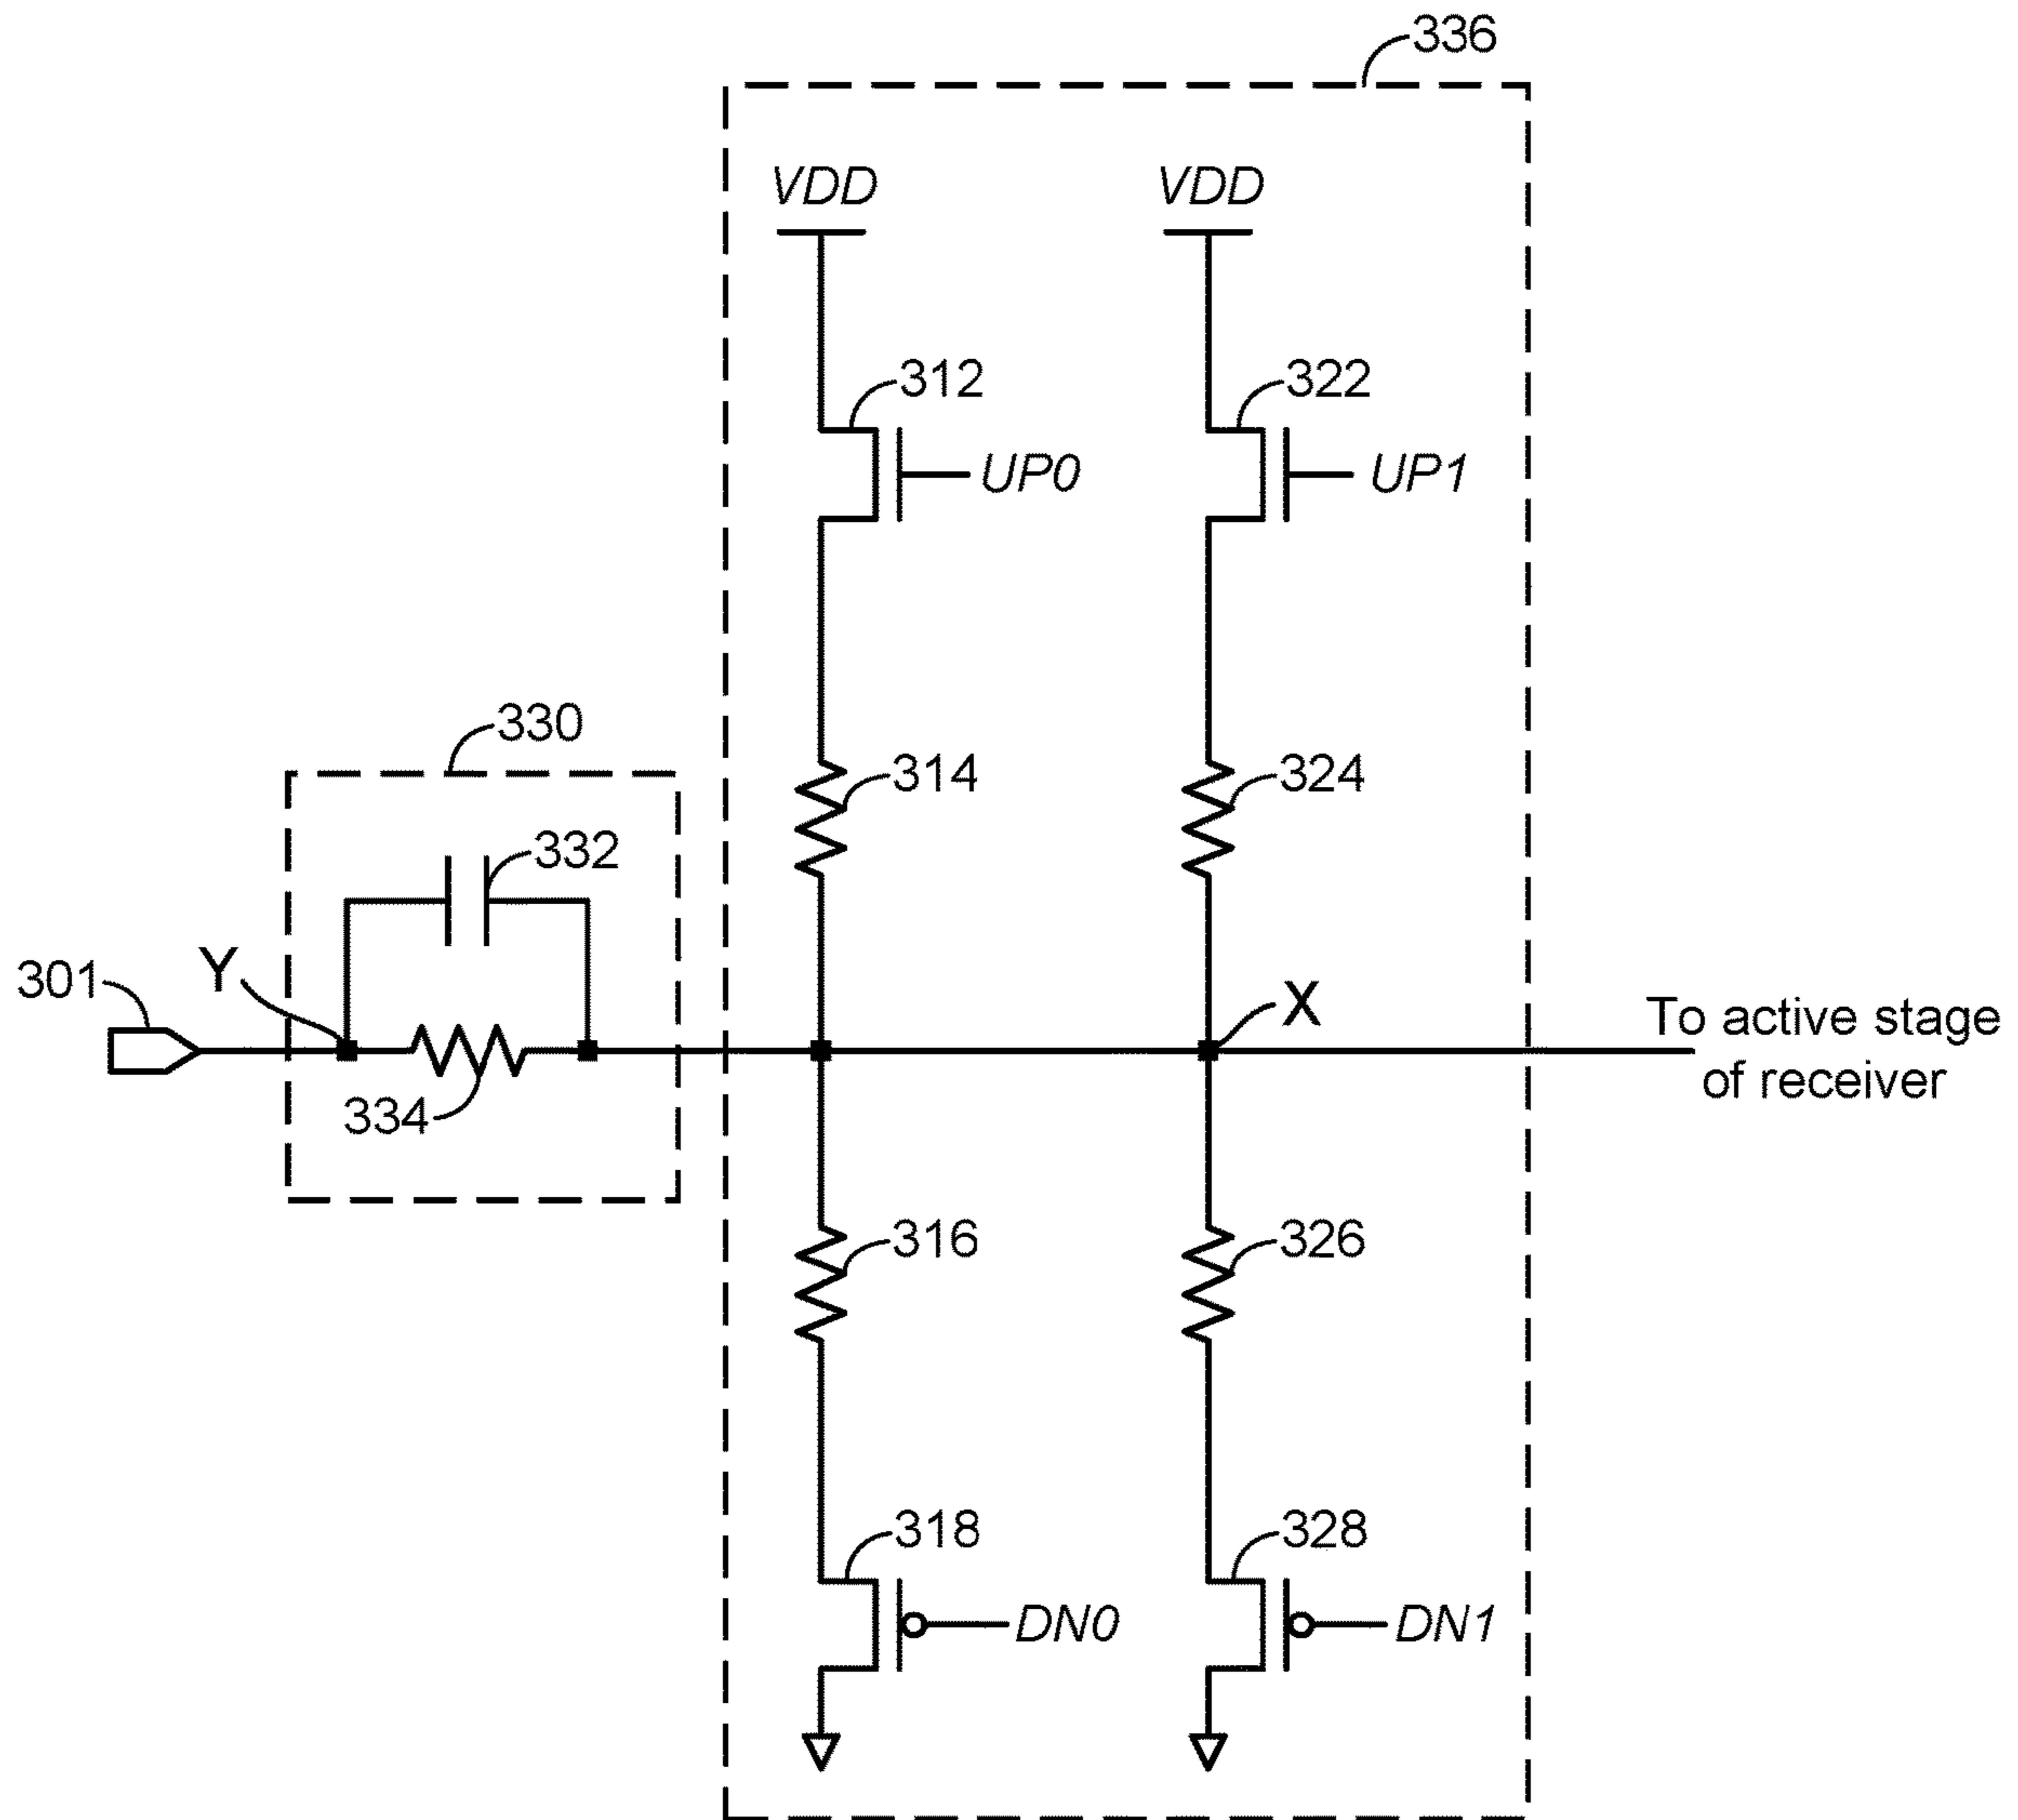 336
VDD
VDD
312
322
UP0
UP1
330
314
324
332
301
Y
X
To active stage
of receiver
334
316
326
318
328
DN0
DN1